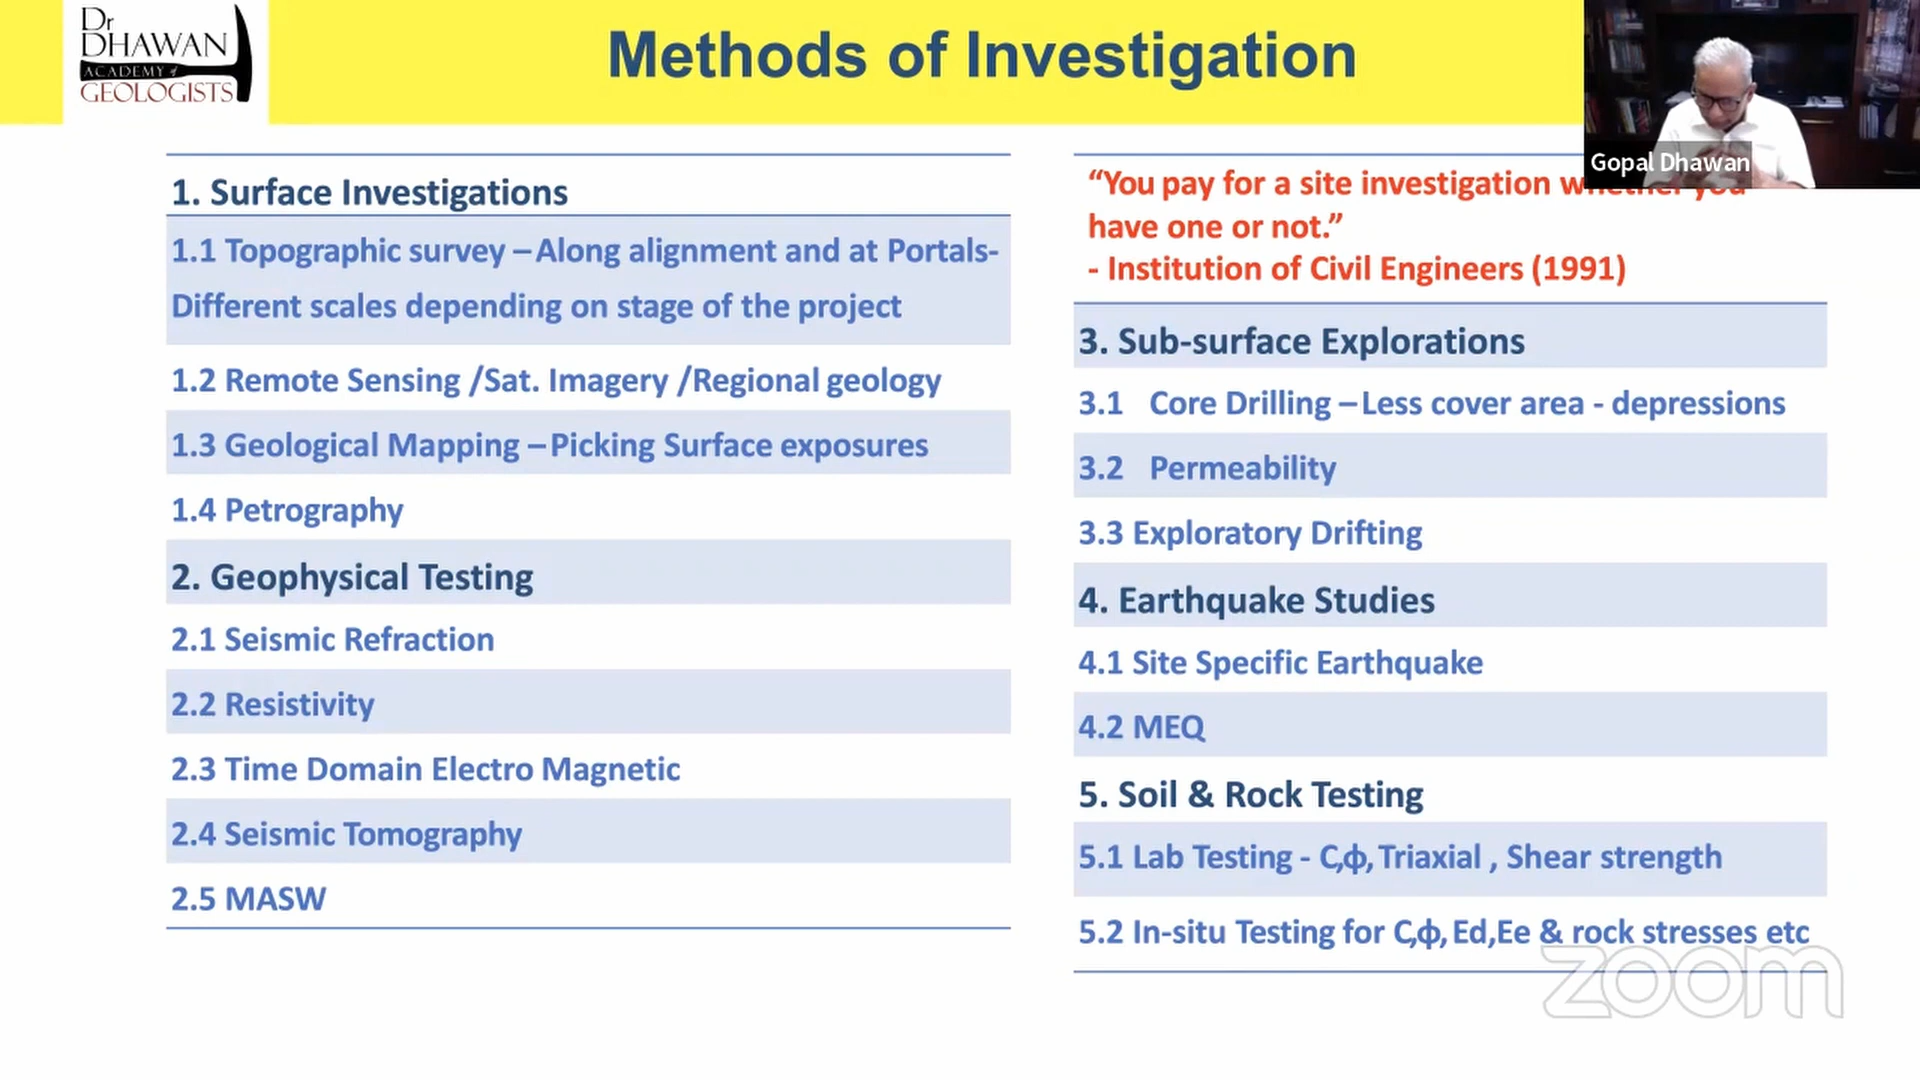 Dr
DHAWAN
ACADEMY of
GEOLOGISTS
Methods of Investigation
Gopal Dhawan
1. Surface Investigations
1.1 Topographic survey – Along alignment and at Portals-
Different scales depending on stage of the project
1.2 Remote Sensing /Sat. Imagery /Regional geology
1.3 Geological Mapping – Picking Surface exposures
1.4 Petrography
2. Geophysical Testing
2.1 Seismic Refraction
2.2 Resistivity
2.3 Time Domain Electro Magnetic
2.4 Seismic Tomography
2.5 MASW
“You pay for a site investigation whether you
have one or not.”
- Institution of Civil Engineers (1991)
3. Sub-surface Explorations
3.1 Core Drilling – Less cover area - depressions
3.2 Permeability
3.3 Exploratory Drifting
4. Earthquake Studies
4.1 Site Specific Earthquake
4.2 MEQ
5. Soil & Rock Testing
5.1 Lab Testing - C,ф, Triaxial , Shear strength
5.2 In-situ Testing for C,ф, Ed,Ee & rock stresses etc
zoom